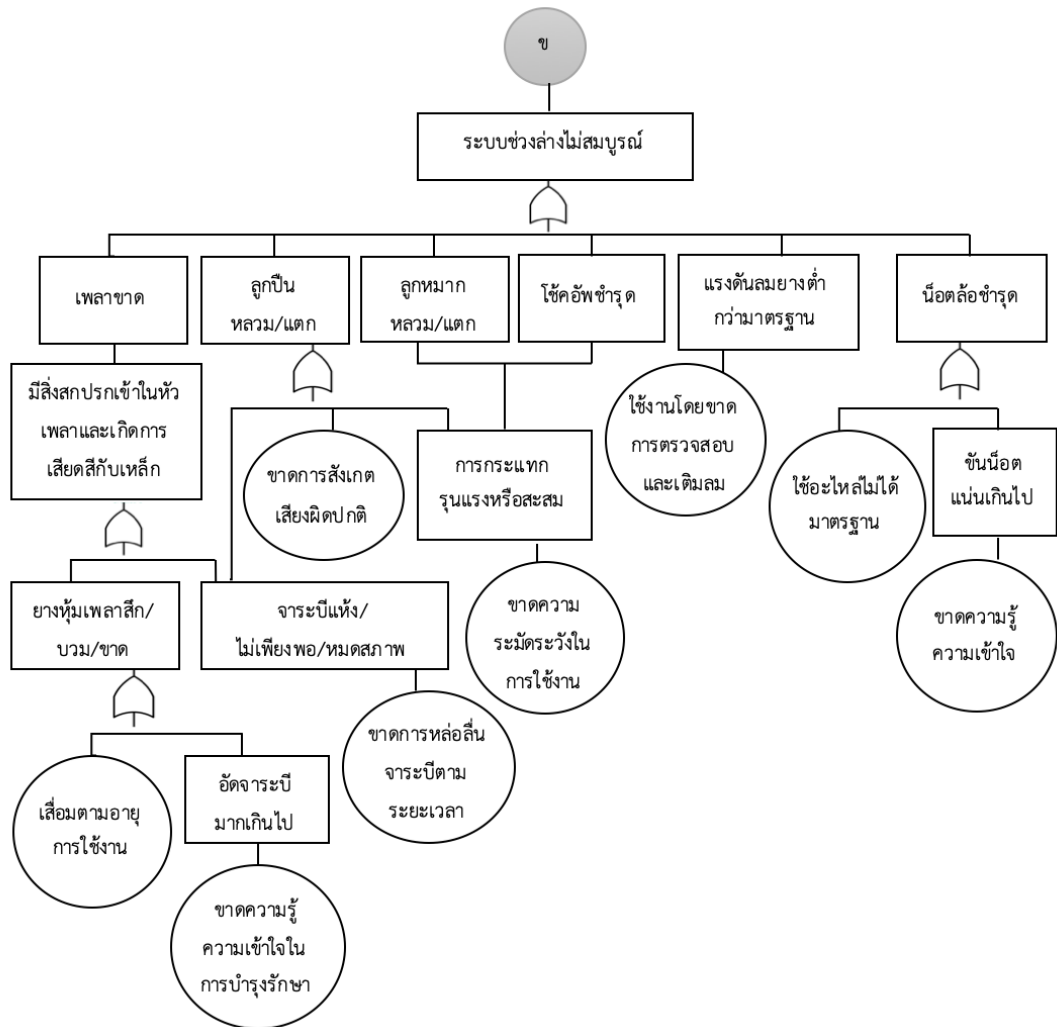 ข
ระบบช่วงล่างไม่สมบูรณ์
เพลาขาด
ลูกปืน
หลวม/แตก
ลูกหมาก
หลวม/แตก
โช้คอัพชำรุด
แรงดันลมยางต่ำ
กว่ามาตรฐาน
น็อตล้อชำรุด
มีสิ่งสกปรกเข้าในหัว
เพลาและเกิดการ
เสียดสีกับเหล็ก
ขาดการสังเกต
เสียงผิดปกติ
การกระแทก
รุนแรงหรือสะสม
ใช้งานโดยขาด
การตรวจสอบ
และเติมลม
ใช้อะไหล่ไม่ได้
มาตรฐาน
ขันน็อต
แน่นเกินไป
ยางหุ้มเพลาสึก/
บวม/ขาด
จาระบีแห้ง/
ไม่เพียงพอ/หมดสภาพ
ขาดความ
ระมัดระวังใน
การใช้งาน
ขาดความรู้
ความเข้าใจ
เสื่อมตามอายุ
การใช้งาน
อัดจาระบี
มากเกินไป
ขาดการหล่อลื่น
จาระบีตาม
ระยะเวลา
ขาดความรู้
ความเข้าใจใน
การบำรุงรักษา